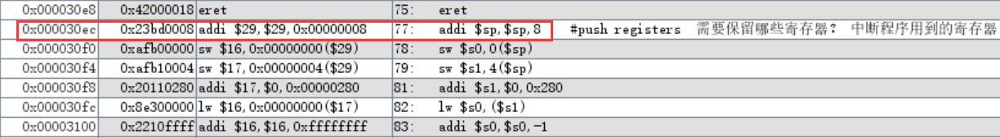 0x000030e8 0x42000018 eret 75: eret
0x000030ec 0x23bd0008 addi $29,$29,0x00000008 77: addi $sp,$sp,8 #push registers 需要保留哪些寄存器？ 中断程序用到的寄存器
0x000030f0 0xafb00000 sw $16,0x00000000($29) 78: sw $s0,0($sp)
0x000030f4 0xafb10004 sw $17,0x00000004($29) 79: sw $s1,4($sp)
0x000030f8 0x20110280 addi $17,$0,0x00000280 81: addi $s1,$0,0x280
0x000030fc 0x8e300000 lw $16,0x00000000($17) 82: lw $s0,($s1)
0x00003100 0x2210ffff addi $16,$16,0xffffffff 83: addi $s0,$s0,-1